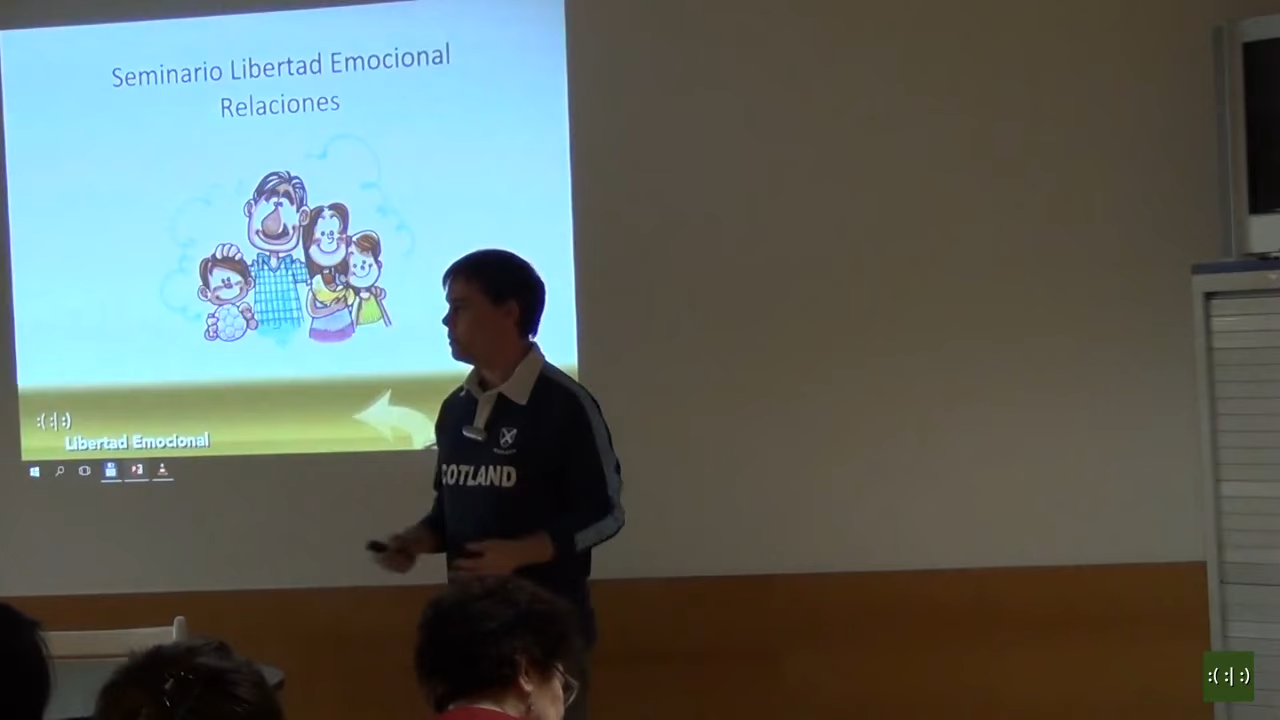 Seminario Libertad Emocional
Relaciones
:( :| :)
Libertad Emocional
COTLAND
:( :| :)